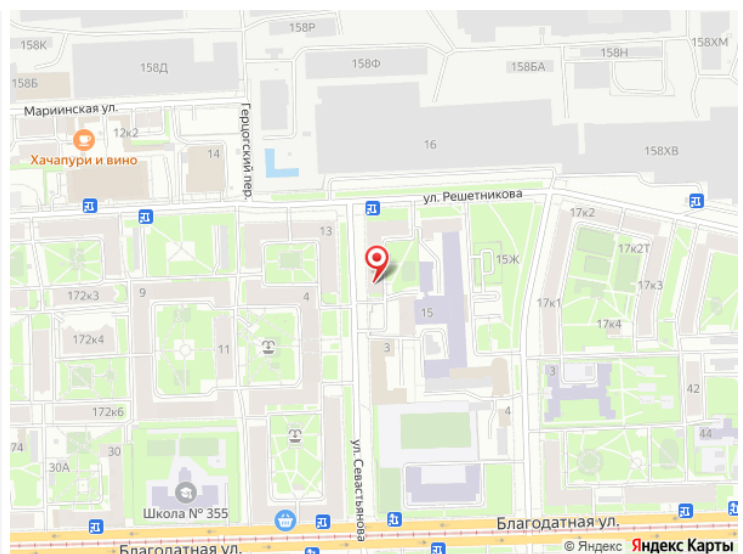 158Р
158К
158Д
158Ф
158БА
158Н
158ХМ
158Б
Мариинская ул.
12к2
Хачапури и вино
14
Герцогский пер.
16
158ХВ
ул. Решетникова
17к2
13
17к2Т
15Ж
17к3
172к3
9
4
17к1
15
17к4
172к4
11
3
3
42
172к6
4
44
74
30
30А
ул. Севастьянова
Школа № 355
Благодатная ул.
Благодатная ул.
© Яндекс Яндекс Карты